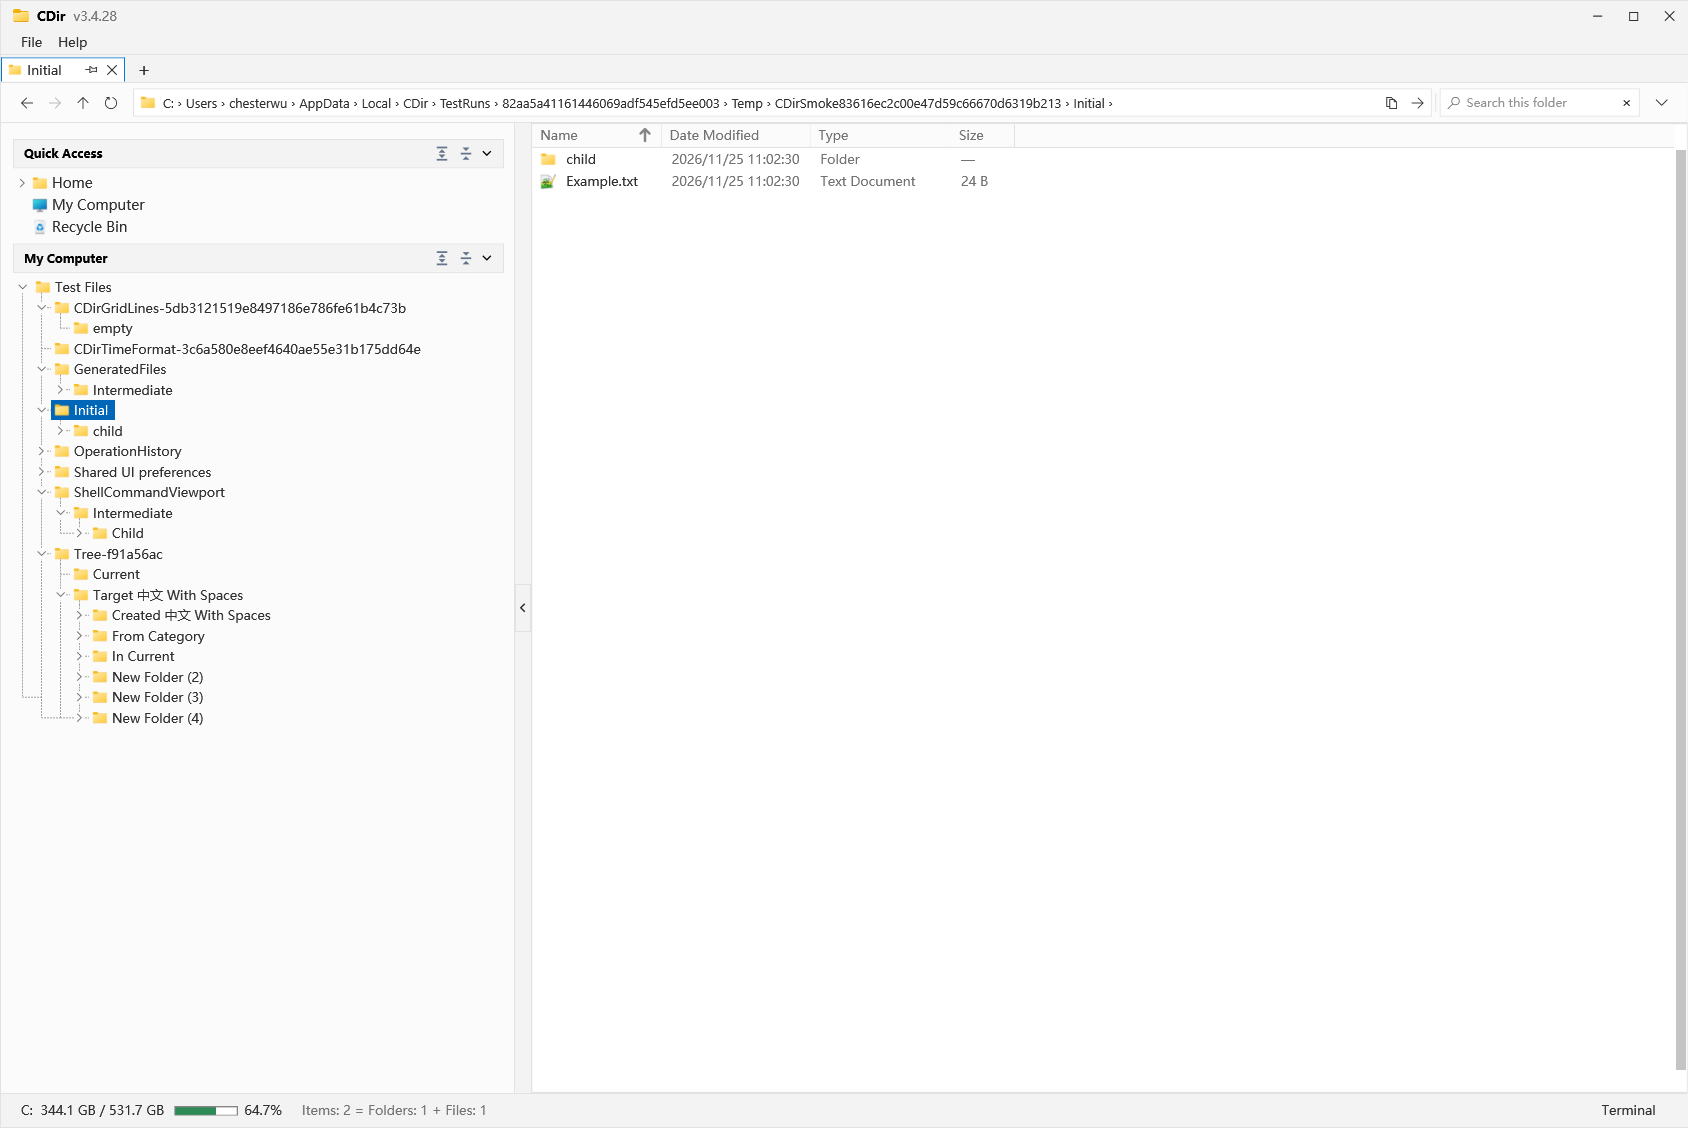 CDir v3.4.28
File Help
Initial
C: › Users › chesterwu › AppData › Local › CDir › TestRuns › 82aa5a41161446069adf545efd5ee003 › Temp › CDirSmoke83616ec2c00e47d59c66670d6319b213 › Initial ›
Search this folder
Quick Access
Home
My Computer
Recycle Bin
My Computer
Test Files
CDirGridLines-5db3121519e8497186e786fe61b4c73b
empty
CDirTimeFormat-3c6a580e8eef4640ae55e31b175dd64e
GeneratedFiles
Intermediate
Initial
child
OperationHistory
Shared UI preferences
ShellCommandViewport
Intermediate
Child
Tree-f91a56ac
Current
Target 中文 With Spaces
Created 中文 With Spaces
From Category
In Current
New Folder (2)
New Folder (3)
New Folder (4)
Name Date Modified Type Size
child 2026/11/25 11:02:30 Folder —
Example.txt 2026/11/25 11:02:30 Text Document 24 B
C: 344.1 GB / 531.7 GB 64.7% Items: 2 = Folders: 1 + Files: 1
Terminal